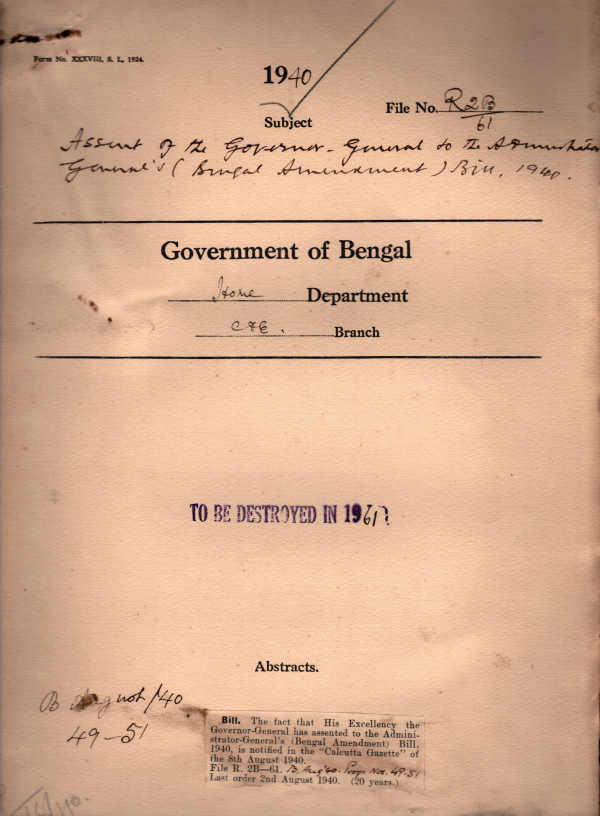 Form No. XXXVIII, S. I., 1924.
1940
File No. R2B
61
Subject
Assent of the Governor-General to the Administrator
General's (Bengal Amendment) Bill, 1940.
Government of Bengal
Home Department
C & E. Branch
TO BE DESTROYED IN 1961
Abstracts.
B August/40
49-51
Bill. The fact that His Excellency the
Governor-General has assented to the Admini-
strator-General's (Bengal Amendment) Bill,
1940, is notified in the "Calcutta Gazette" of
the 8th August 1940.
File R. 2B—61. B, Aug '40. Progs Nos. 49-51
Last order 2nd August 1940. (20 years.)